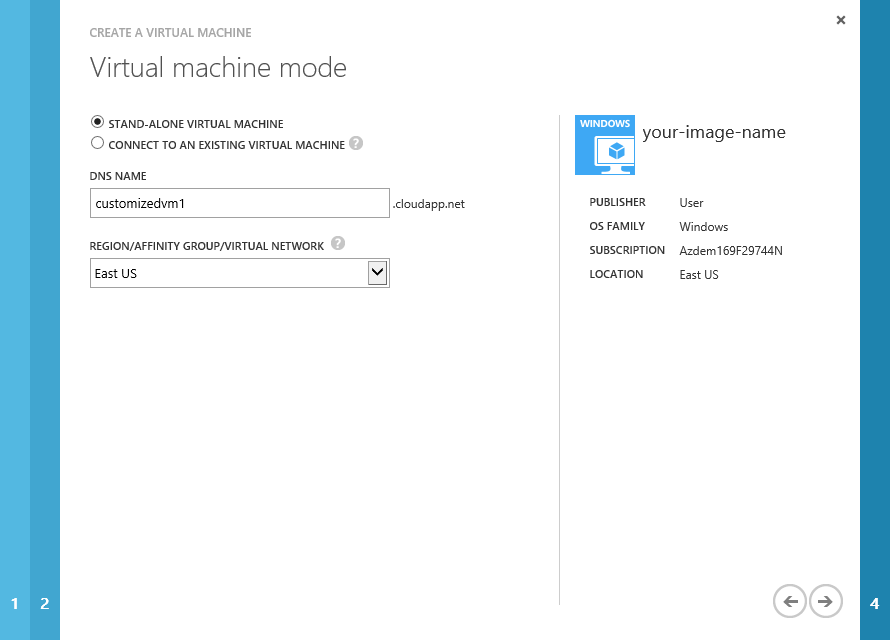 CREATE A VIRTUAL MACHINE
Virtual machine mode
STAND-ALONE VIRTUAL MACHINE
CONNECT TO AN EXISTING VIRTUAL MACHINE ?
DNS NAME
customizedvm1 .cloudapp.net
REGION/AFFINITY GROUP/VIRTUAL NETWORK ?
East US
WINDOWS
your-image-name
PUBLISHER User
OS FAMILY Windows
SUBSCRIPTION Azdem169F29744N
LOCATION East US
1 2
4